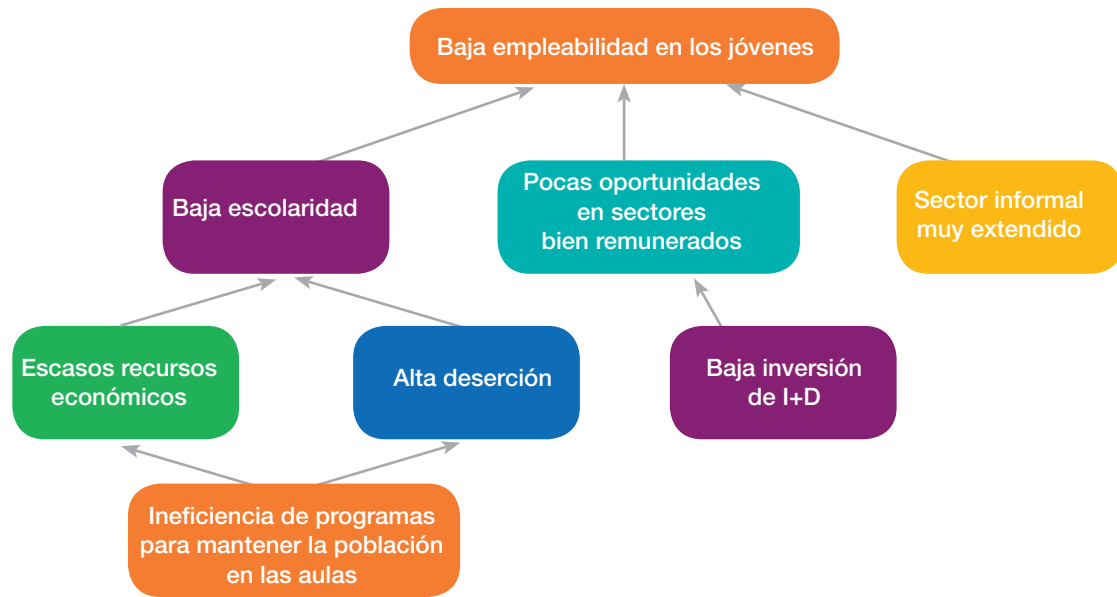 Baja empleabilidad en los jóvenes
Baja escolaridad
Pocas oportunidades
en sectores
bien remunerados
Sector informal
muy extendido
Escasos recursos
económicos
Alta deserción
Baja inversión
de I+D
Ineficiencia de programas
para mantener la población
en las aulas